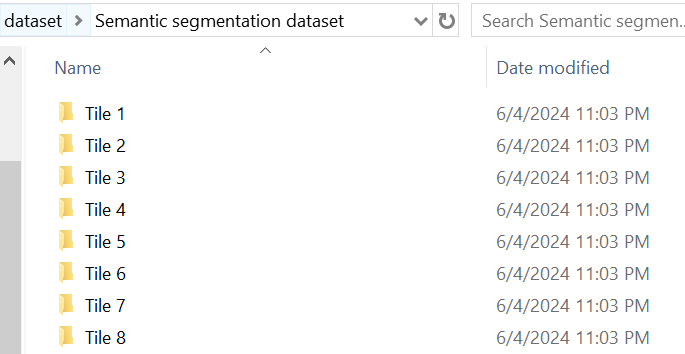 dataset > Semantic segmentation dataset Search Semantic segmen...
Name Date modified
Tile 1 6/4/2024 11:03 PM
Tile 2 6/4/2024 11:03 PM
Tile 3 6/4/2024 11:03 PM
Tile 4 6/4/2024 11:03 PM
Tile 5 6/4/2024 11:03 PM
Tile 6 6/4/2024 11:03 PM
Tile 7 6/4/2024 11:03 PM
Tile 8 6/4/2024 11:03 PM